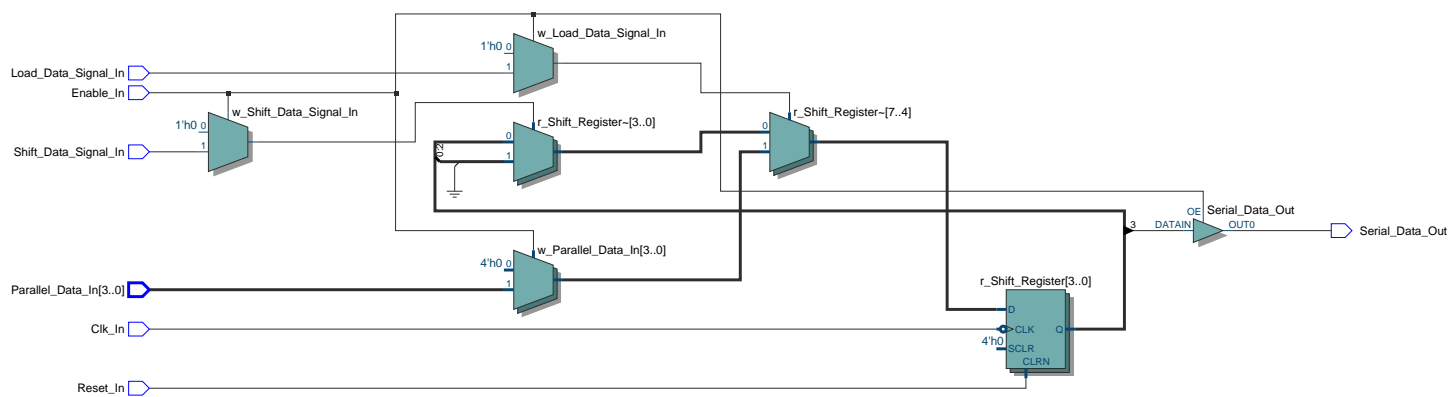 w_Load_Data_Signal_In
1'h0 0
1
Load_Data_Signal_In
Enable_In
w_Shift_Data_Signal_In
1'h0 0
1
Shift_Data_Signal_In
r_Shift_Register~[3..0]
0
1
0:2
r_Shift_Register~[7..4]
0
1
w_Parallel_Data_In[3..0]
4'h0 0
1
Parallel_Data_In[3..0]
OE
Serial_Data_Out
3
DATAIN
OUT0
Serial_Data_Out
r_Shift_Register[3..0]
D
CLK
Q
4'h0
SCLR
CLRN
Clk_In
Reset_In